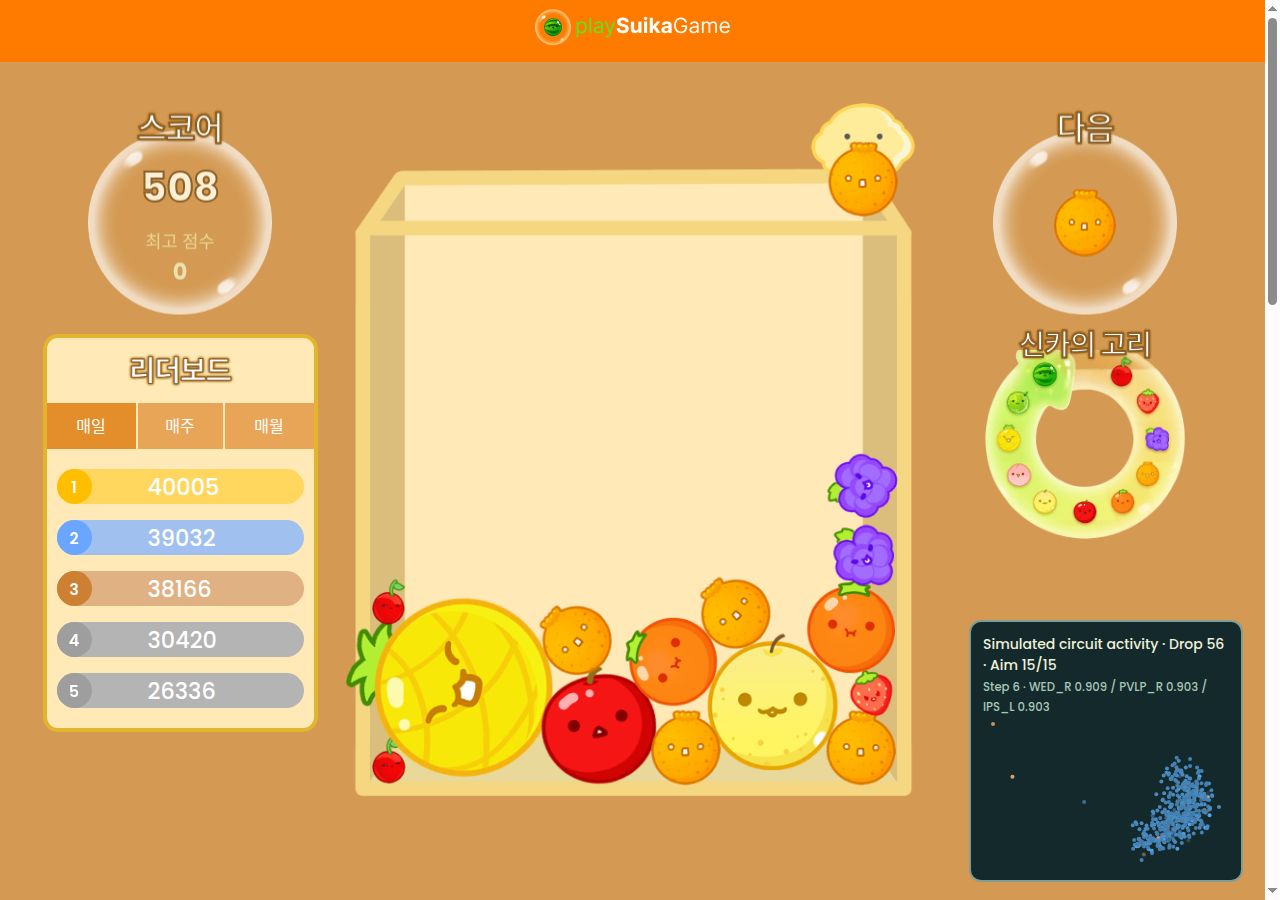 playSuikaGame
스코어
508
최고 점수
0
다음
리더보드
매일 매주 매월
1 40005
2 39032
3 38166
4 30420
5 26336
신카의 고리
Simulated circuit activity · Drop 56
· Aim 15/15
Step 6 · WED_R 0.909 / PVLP_R 0.903 /
IPS_L 0.903